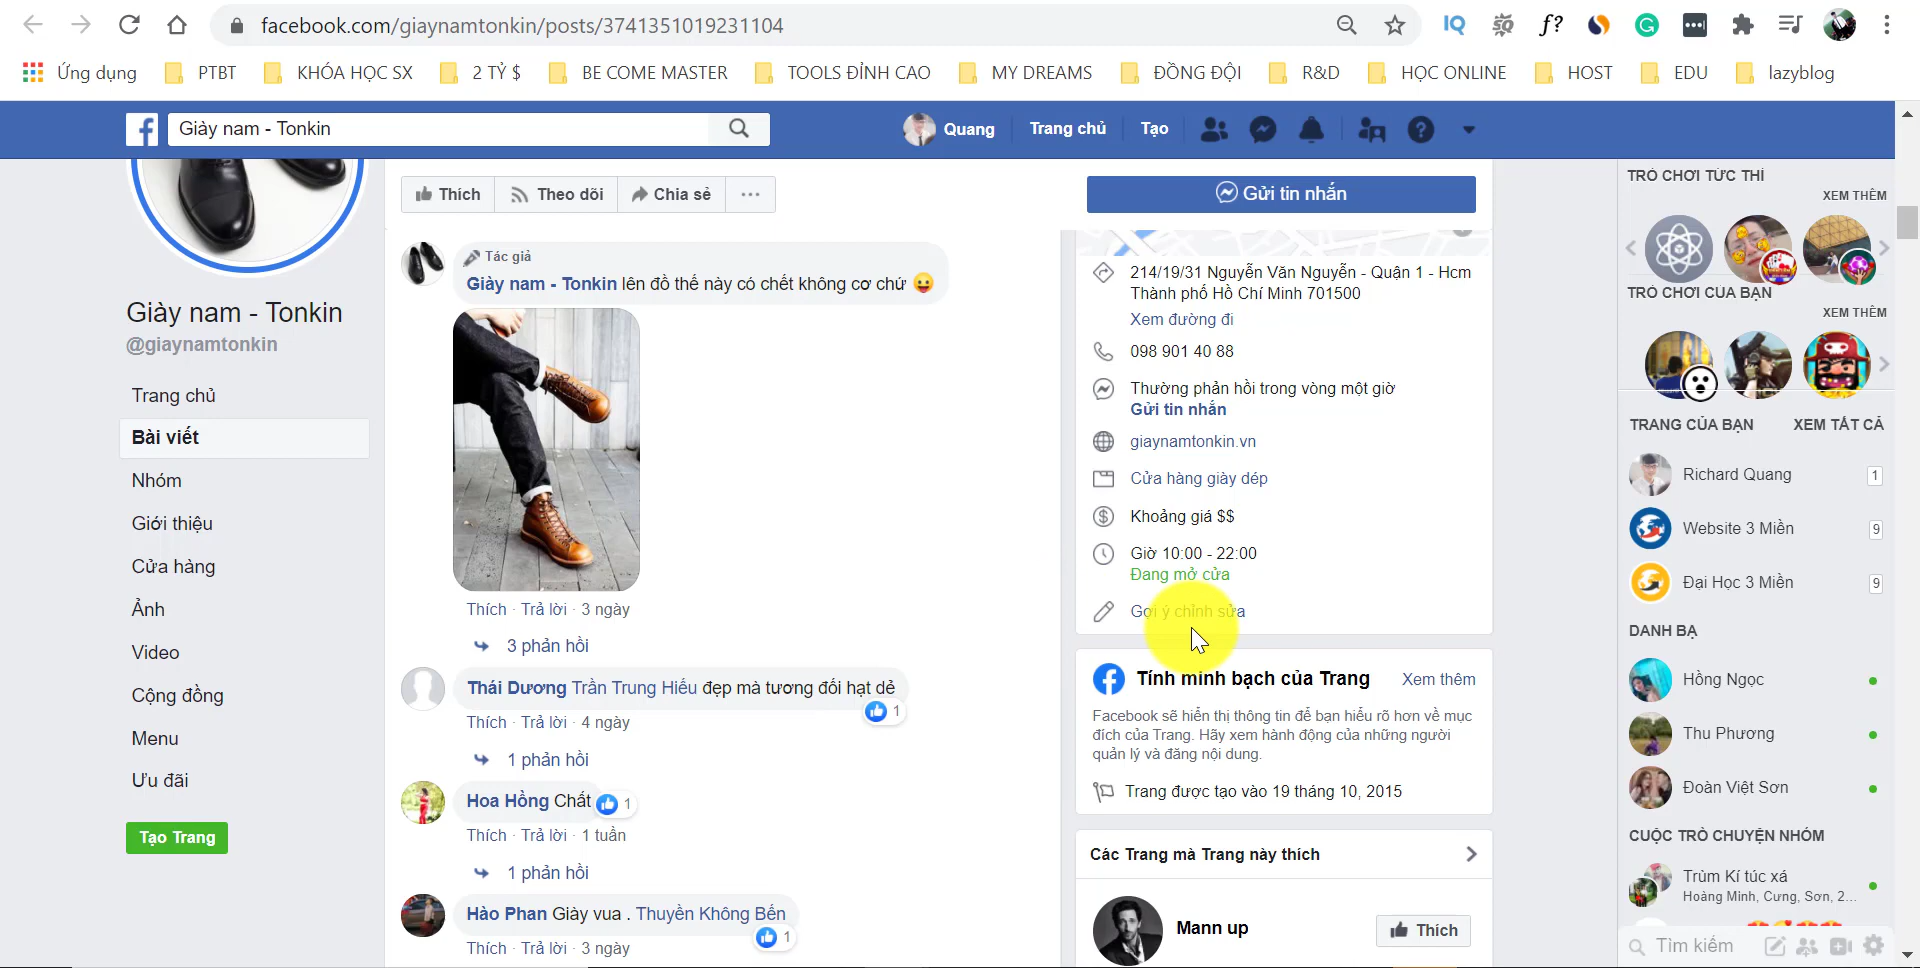 facebook.com/giaynamtonkin/posts/3741351019231104
Ứng dụng
PTBT
KHÓA HỌC SX
2 TỶ $
BE COME MASTER
TOOLS ĐỈNH CAO
MY DREAMS
ĐỒNG ĐỘI
R&D
HỌC ONLINE
HOST
EDU
lazyblog
Giày nam - Tonkin
Quang
Trang chủ
Tạo
Giày nam - Tonkin
@giaynamtonkin
Trang chủ
Bài viết
Nhóm
Giới thiệu
Cửa hàng
Ảnh
Video
Cộng đồng
Menu
Ưu đãi
Tạo Trang
Thích
Theo dõi
Chia sẻ
Gửi tin nhắn
Tác giả
Giày nam - Tonkin lên đồ thế này có chết không cơ chứ 😛
Thích · Trả lời · 3 ngày
3 phản hồi
Thái Dương Trần Trung Hiếu đẹp mà tương đối hạt dẻ
1
Thích · Trả lời · 4 ngày
1 phản hồi
Hoa Hồng Chất
1
Thích · Trả lời · 1 tuần
1 phản hồi
Hào Phan Giày vua . Thuyền Không Bến
1
Thích · Trả lời · 3 ngày
214/19/31 Nguyễn Văn Nguyễn - Quận 1 - Hcm
Thành phố Hồ Chí Minh 701500
Xem đường đi
098 901 40 88
Thường phản hồi trong vòng một giờ
Gửi tin nhắn
giaynamtonkin.vn
Cửa hàng giày dép
Khoảng giá $$
Giờ 10:00 - 22:00
Đang mở cửa
Gợi ý chỉnh sửa
Tính minh bạch của Trang
Xem thêm
Facebook sẽ hiển thị thông tin để bạn hiểu rõ hơn về mục
đích của Trang. Hãy xem hành động của những người
quản lý và đăng nội dung.
Trang được tạo vào 19 tháng 10, 2015
Các Trang mà Trang này thích
Mann up
Thích
TRÒ CHƠI TỨC THÌ
XEM THÊM
TRÒ CHƠI CỦA BẠN
XEM THÊM
TRANG CỦA BẠN
XEM TẤT CẢ
Richard Quang
1
Website 3 Miền
9
Đại Học 3 Miền
9
DANH BẠ
Hồng Ngọc
Thu Phương
Đoàn Việt Sơn
CUỘC TRÒ CHUYỆN NHÓM
Trùm Kí túc xá
Hoàng Minh, Cưng, Sơn, 2...
Tìm kiếm